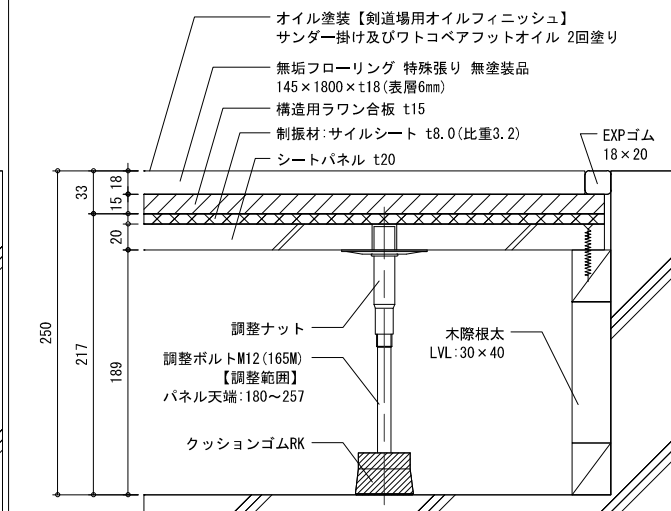 オイル塗装【剣道場用オイルフィニッシュ】
サンダー掛け及びワトコベアフットオイル 2回塗り
無垢フローリング 特殊張り 無塗装品
145×1800×t18(表層6mm)
構造用ラワン合板 t15
制振材:サイルシート t8.0(比重3.2)
シートパネル t20
EXPゴム
18×20
33
18
15
20
250
217
189
調整ナット
調整ボルトM12(165M)
【調整範囲】
パネル天端:180～257
クッションゴムRK
木際根太
LVL:30×40